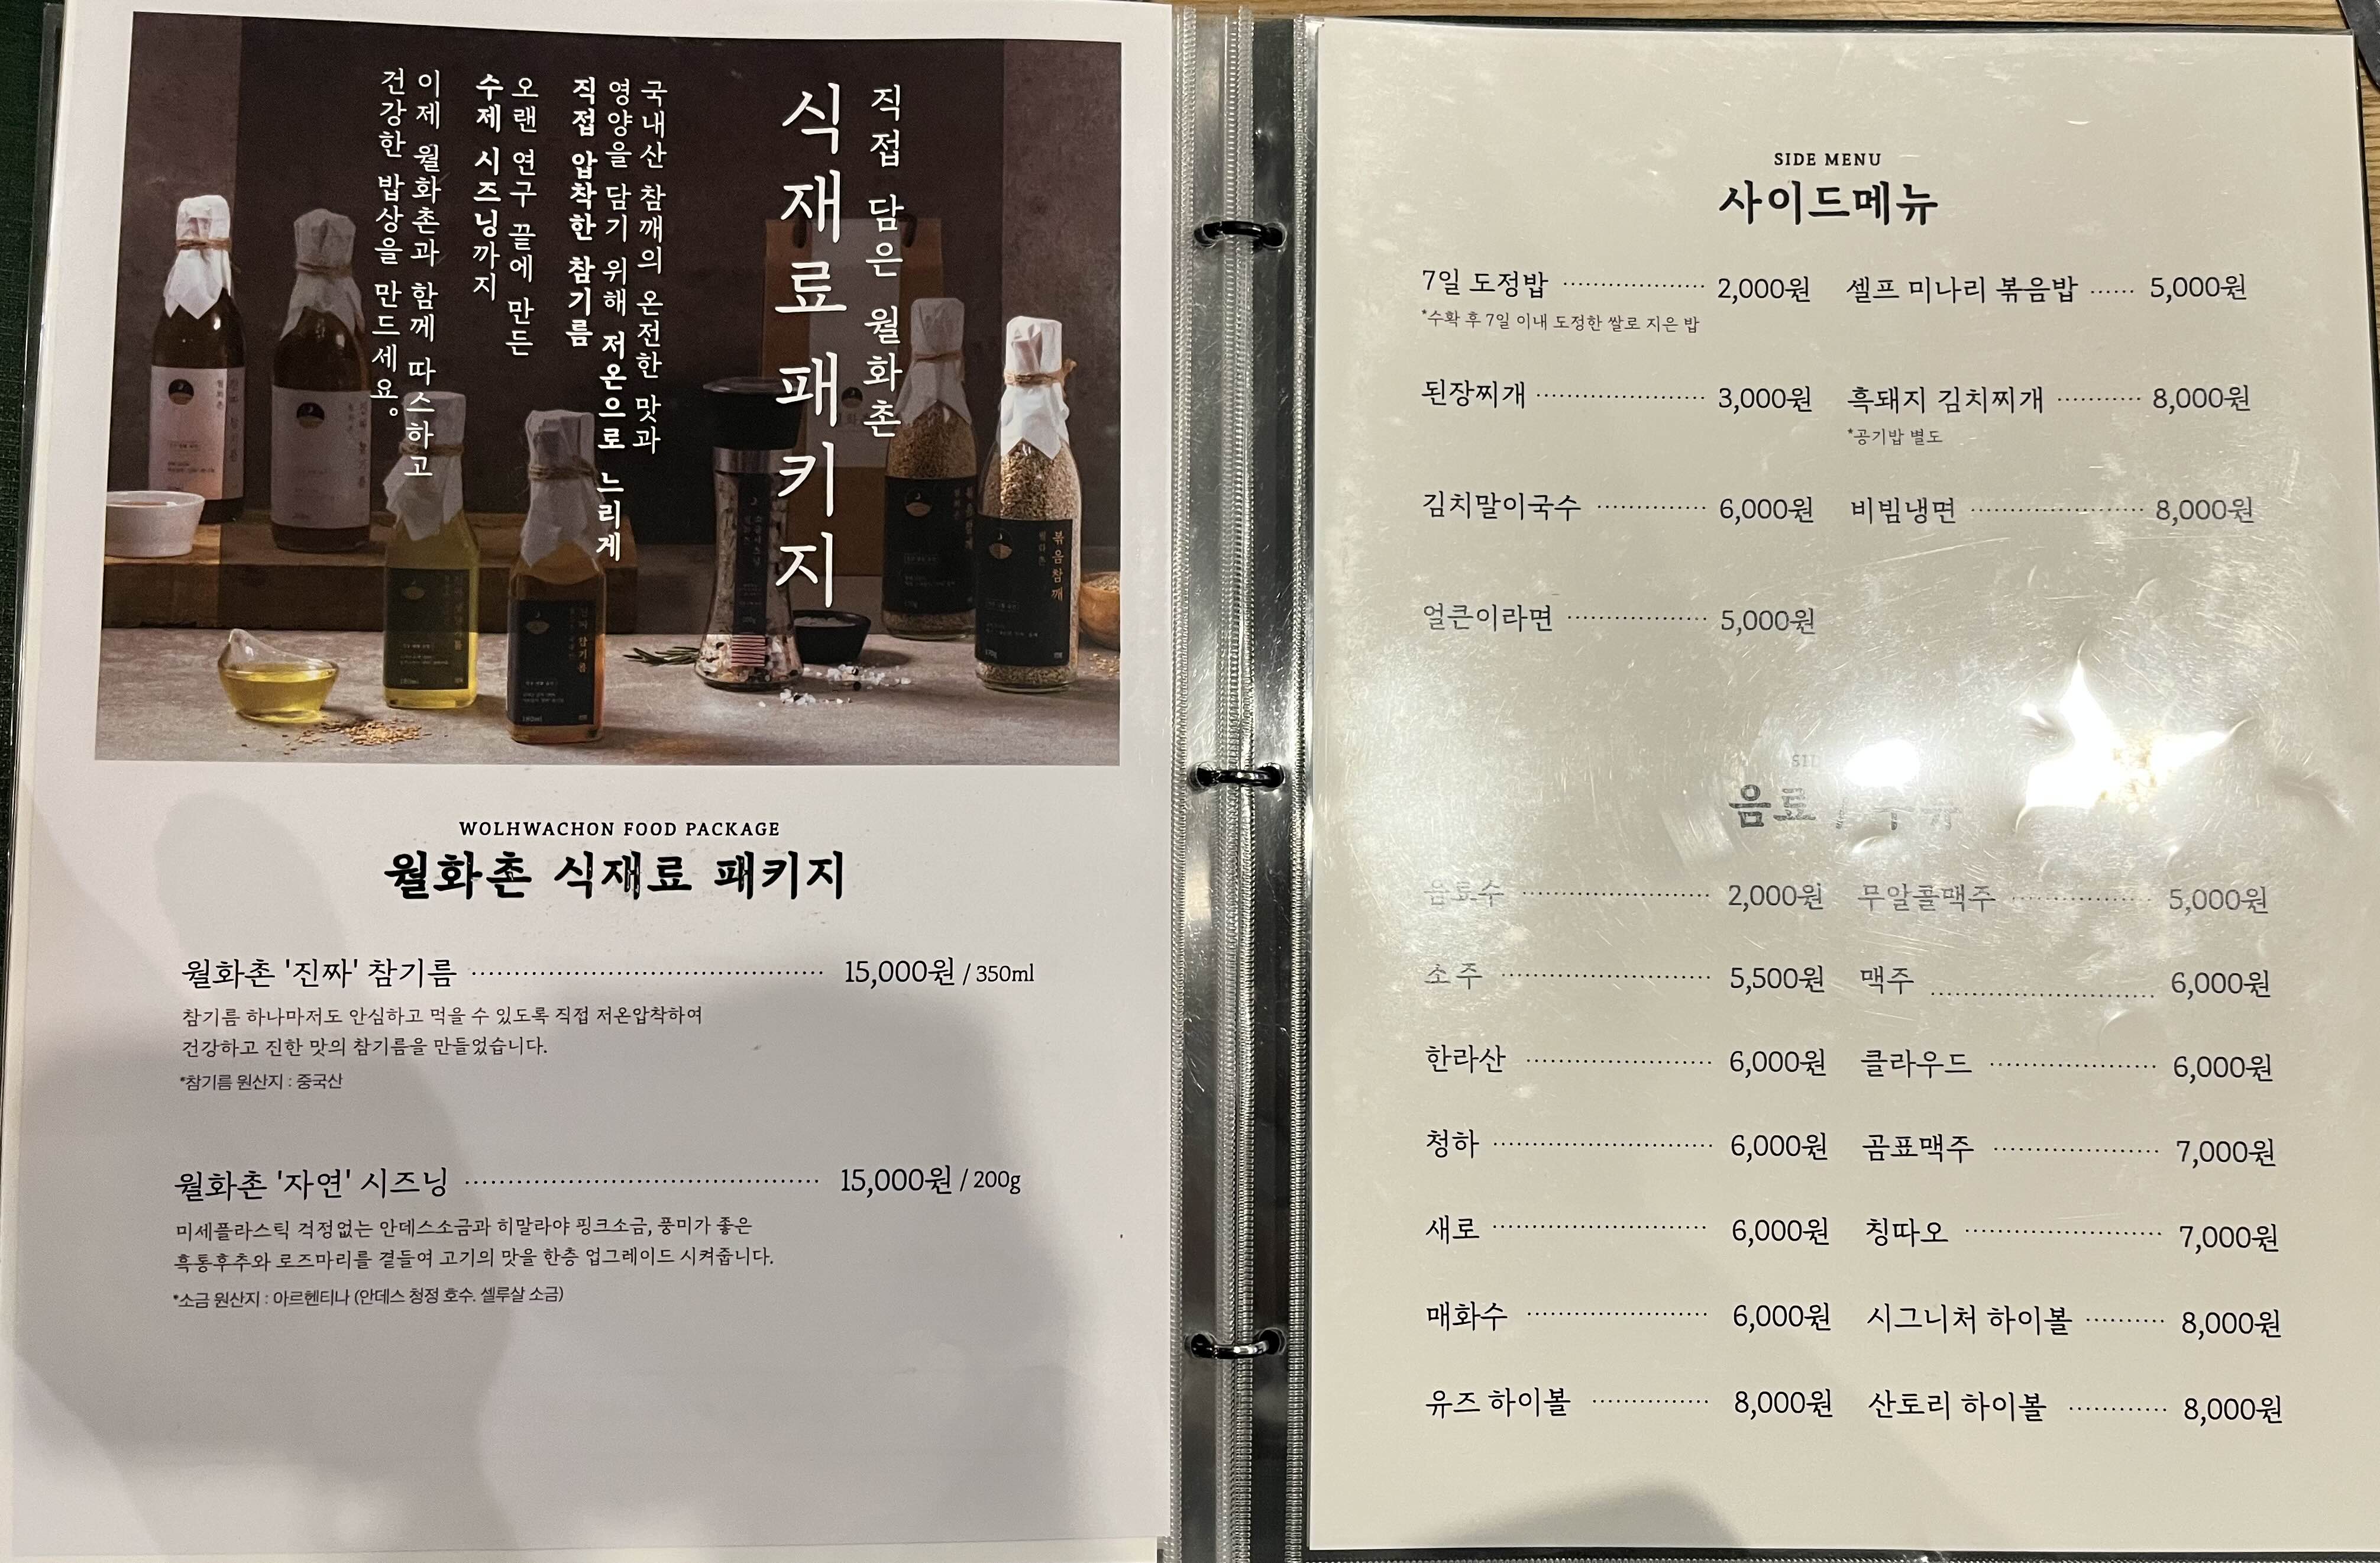 직접 담은 월화촌
식재료 패키지
국내산 참깨의 온전한 맛과
영양을 담기 위해 저온으로 느리게
직접 압착한 참기름
오랜 연구 끝에 만든
수제 시즈닝까지
이제 월화촌과 함께 따스하고
건강한 밥상을 만드세요。
볶음참깨
월화촌
WOLHWACHON FOOD PACKAGE
월화촌 식재료 패키지
월화촌 '진짜' 참기름 15,000원 / 350ml
참기름 하나마저도 안심하고 먹을 수 있도록 직접 저온압착하여
건강하고 진한 맛의 참기름을 만들었습니다.
*참기름 원산지 : 중국산
월화촌 '자연' 시즈닝 15,000원 / 200g
미세플라스틱 걱정없는 안데스소금과 히말라야 핑크소금, 풍미가 좋은
흑통후추와 로즈마리를 곁들여 고기의 맛을 한층 업그레이드 시켜줍니다.
*소금 원산지 : 아르헨티나 (안데스 청정 호수. 셀루살 소금)
SIDE MENU
사이드메뉴
7일 도정밥 2,000원 셀프 미나리 볶음밥 5,000원
*수확 후 7일 이내 도정한 쌀로 지은 밥
된장찌개 3,000원 흑돼지 김치찌개 8,000원
*공기밥 별도
김치말이국수 6,000원 비빔냉면 8,000원
얼큰이라면 5,000원
음료 / 주류
음료수 2,000원 무알콜맥주 5,000원
소주 5,500원 맥주 6,000원
한라산 6,000원 클라우드 6,000원
청하 6,000원 곰표맥주 7,000원
새로 6,000원 칭따오 7,000원
매화수 6,000원 시그니처 하이볼 8,000원
유즈 하이볼 8,000원 산토리 하이볼 8,000원